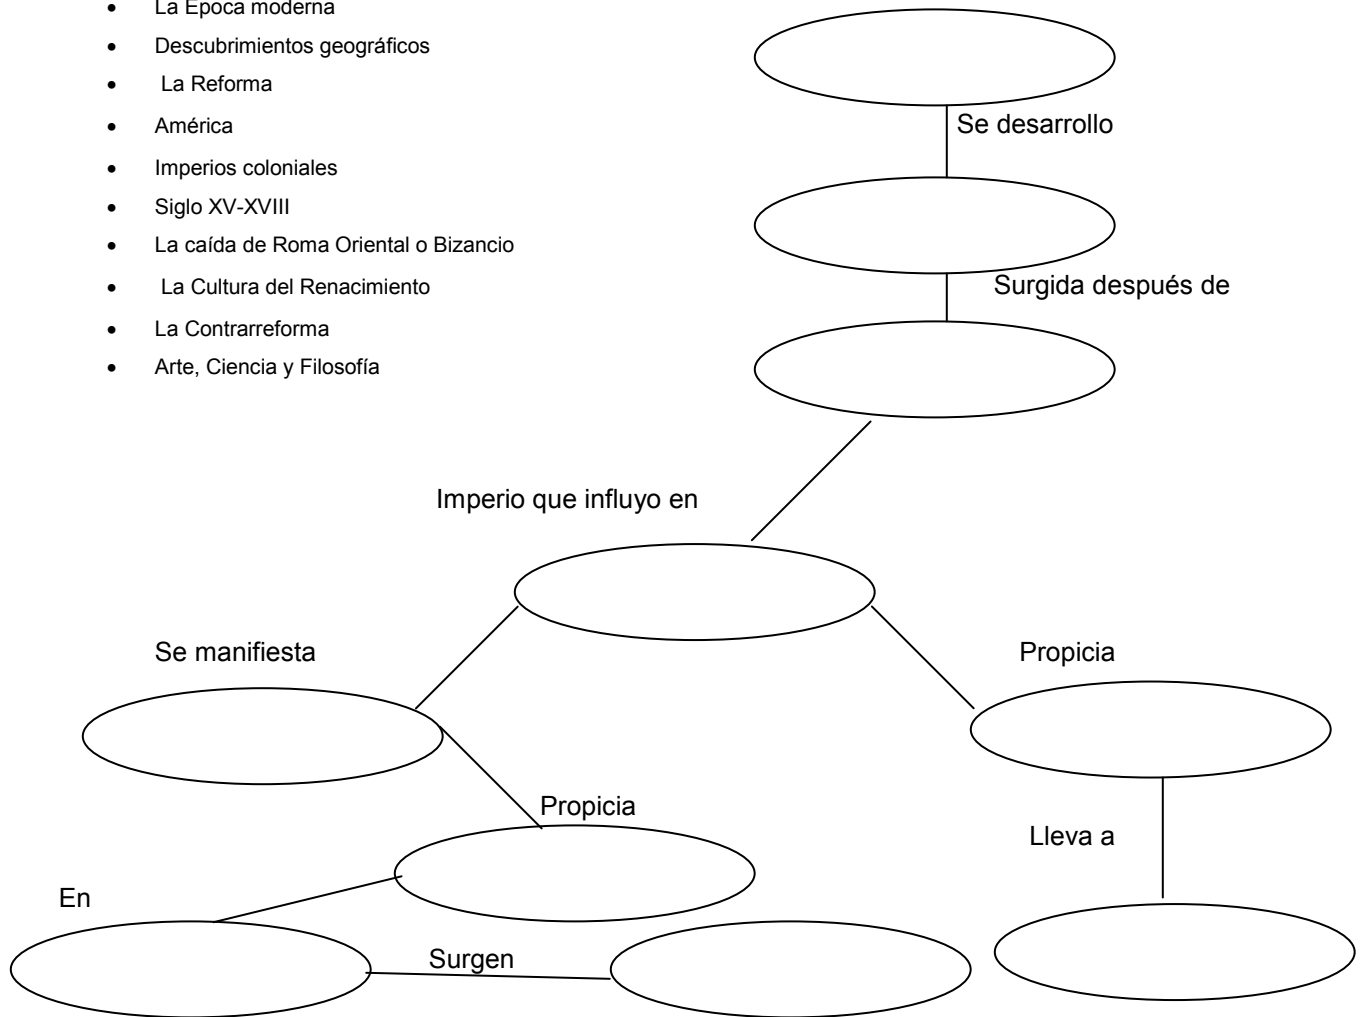 • La Epoca moderna
• Descubrimientos geográficos
• La Reforma
• América
• Imperios coloniales
• Siglo XV-XVIII
• La caída de Roma Oriental o Bizancio
• La Cultura del Renacimiento
• La Contrarreforma
• Arte, Ciencia y Filosofía
Se desarrollo
Surgida después de
Imperio que influyo en
Se manifiesta
Propicia
Propicia
Lleva a
En
Surgen